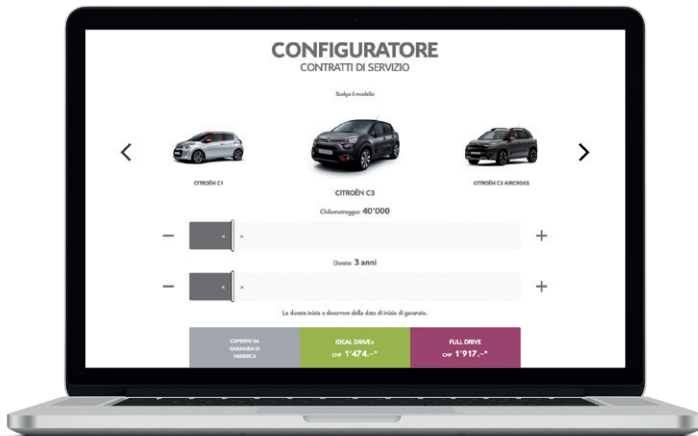 CONFIGURATORE
CONTRATTI DI SERVIZIO
Scelga il modello
CITROËN C1
CITROËN C3
CITROËN C3 AIRCROSS
Chilometraggio: 40'000
Durata: 3 anni
La durata inizia a decorrere dalla data di inizio di garanzia.
COPERTO DA
GARANZIA DI
FABBRICA
IDEAL DRIVE+
CHF 1'474.–*
FULL DRIVE
CHF 1'917.–*